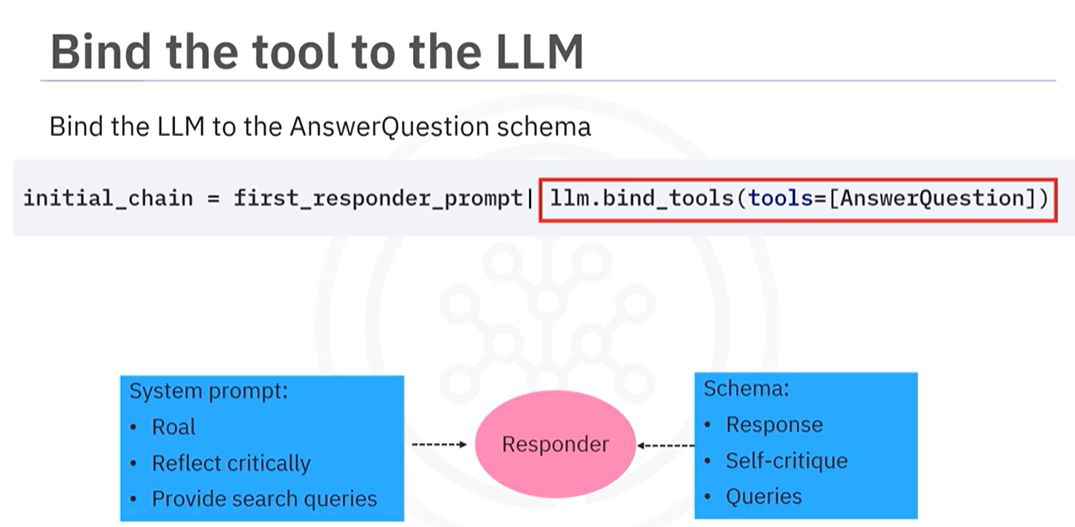 Bind the tool to the LLM
Bind the LLM to the AnswerQuestion schema
initial_chain = first_responder_prompt| llm.bind_tools(tools=[AnswerQuestion])
System prompt:
• Roal
• Reflect critically
• Provide search queries
Responder
Schema:
• Response
• Self-critique
• Queries